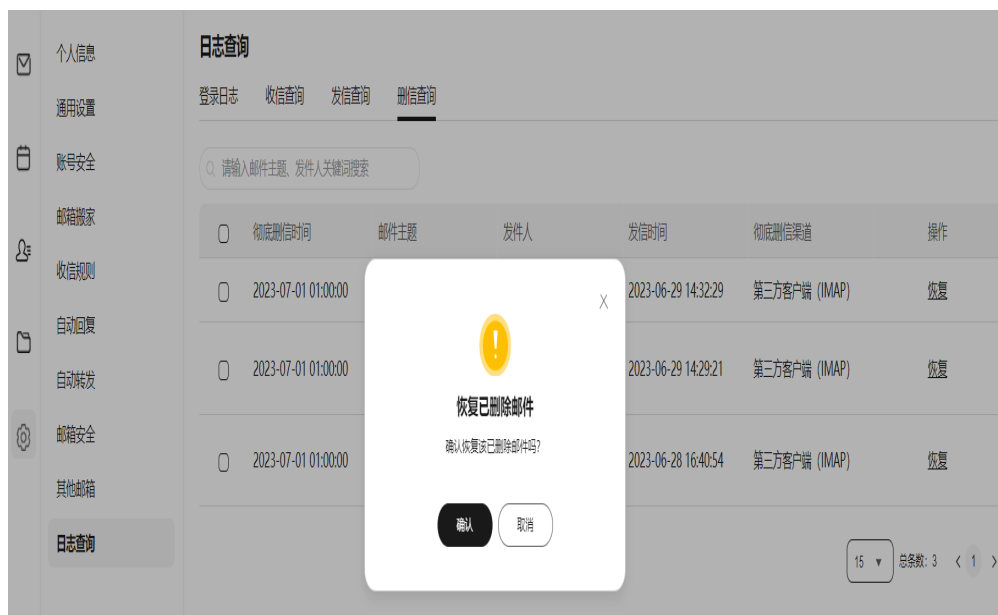 个人信息
通用设置
账号安全
邮箱搬家
收信规则
自动回复
自动转发
邮箱安全
其他邮箱
日志查询
日志查询
登录日志 收信查询 发信查询 删信查询
请输入邮件主题、发件人关键词搜索
彻底删信时间 邮件主题 发件人 发信时间 彻底删信渠道 操作
2023-07-01 01:00:00 2023-06-29 14:32:29 第三方客户端 (IMAP) 恢复
2023-07-01 01:00:00 2023-06-29 14:29:21 第三方客户端 (IMAP) 恢复
2023-07-01 01:00:00 2023-06-28 16:40:54 第三方客户端 (IMAP) 恢复
恢复已删除邮件
确认恢复该已删除邮件吗?
确认 取消
15 总条数: 3 1